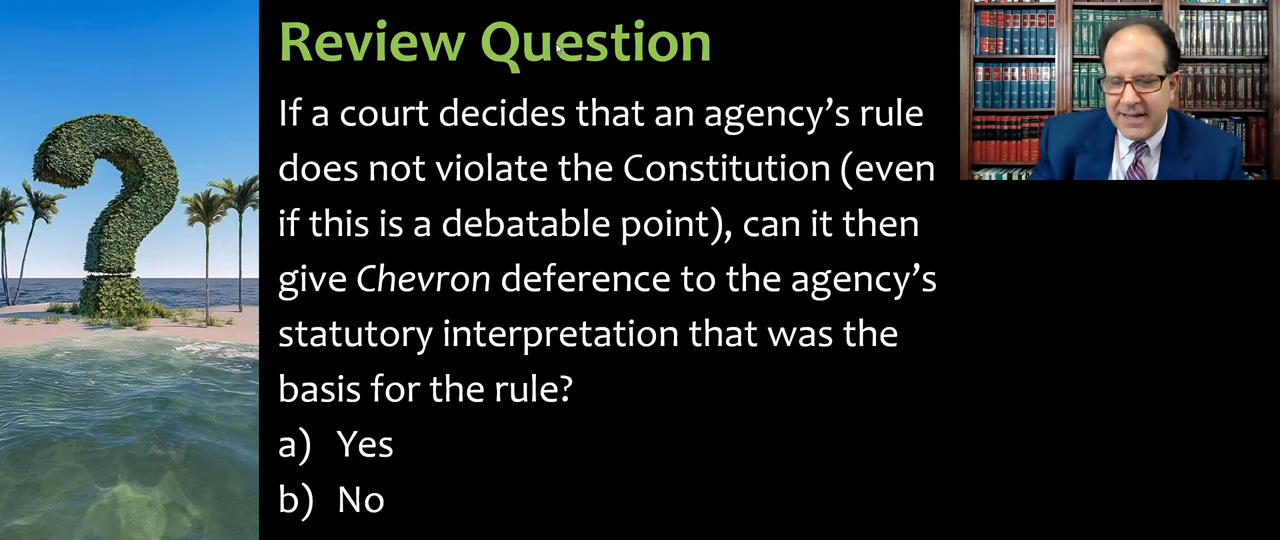 Review Question
If a court decides that an agency’s rule
does not violate the Constitution (even
if this is a debatable point), can it then
give Chevron deference to the agency’s
statutory interpretation that was the
basis for the rule?
a) Yes
b) No